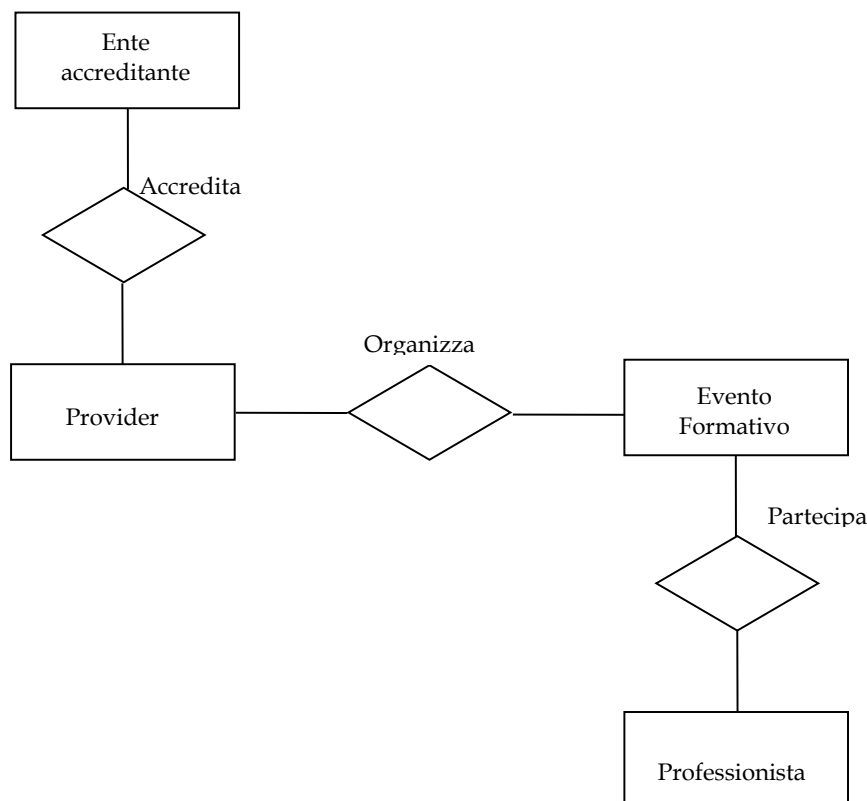 Ente
accreditante
Accredita
Organizza
Provider
Evento
Formativo
Partecipa
Professionista